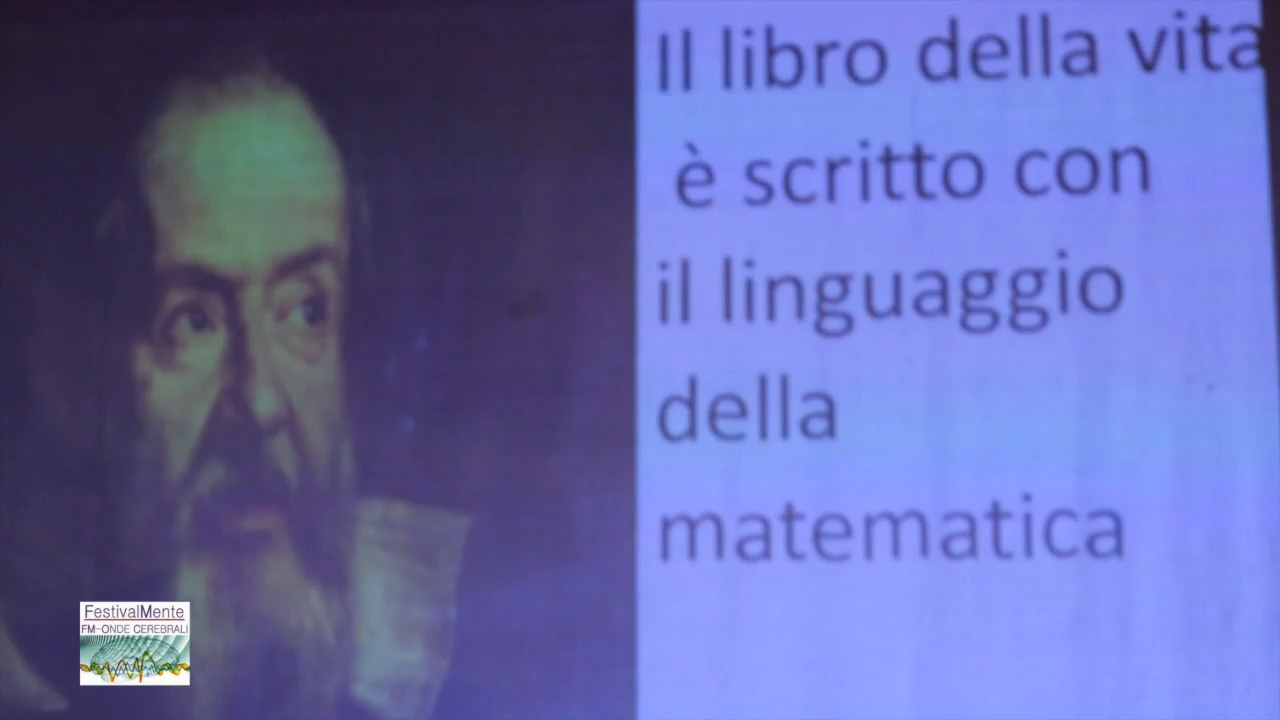 Il libro della vita
è scritto con
il linguaggio
della
matematica
FestivalMente
FM-ONDE CEREBRALI